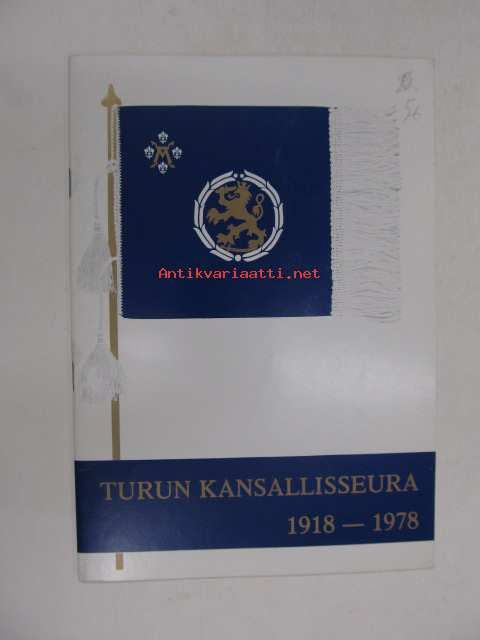 M
Antikvariaatti.net
TURUN KANSALLISSEURA
1918 — 1978